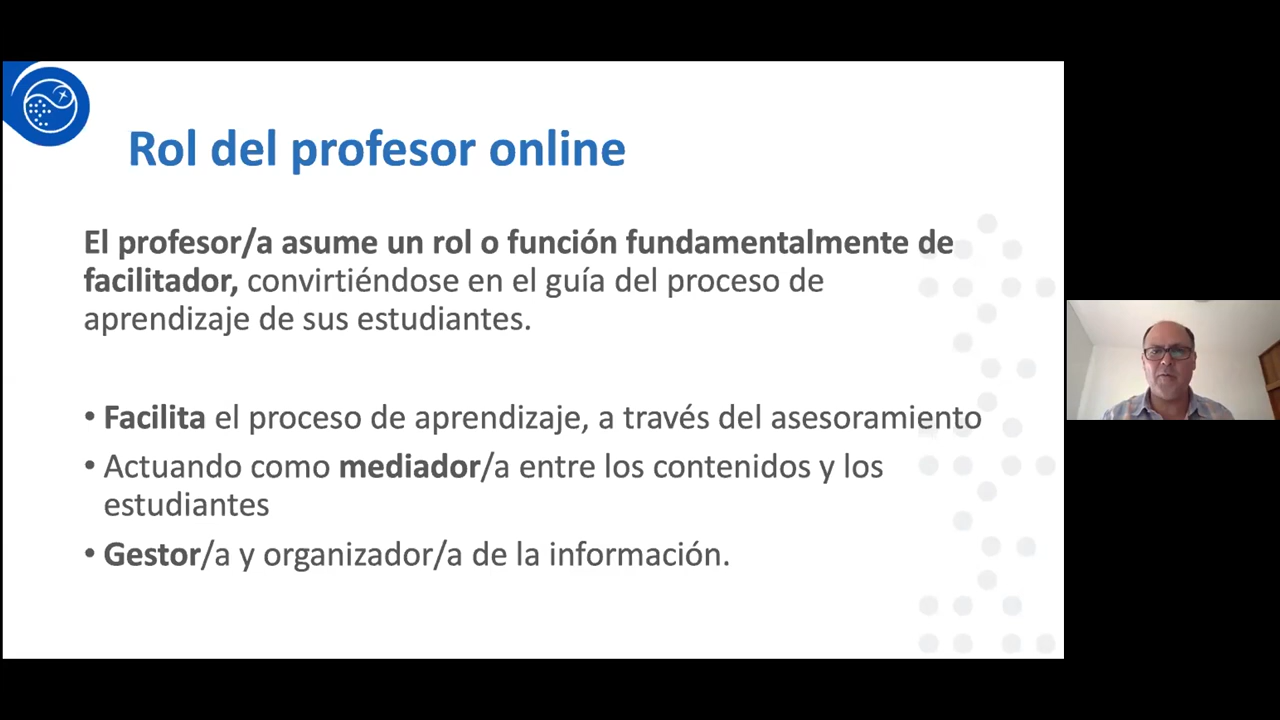 Rol del profesor online
El profesor/a asume un rol o función fundamentalmente de
facilitador, convirtiéndose en el guía del proceso de
aprendizaje de sus estudiantes.
• Facilita el proceso de aprendizaje, a través del asesoramiento
• Actuando como mediador/a entre los contenidos y los
estudiantes
• Gestor/a y organizador/a de la información.